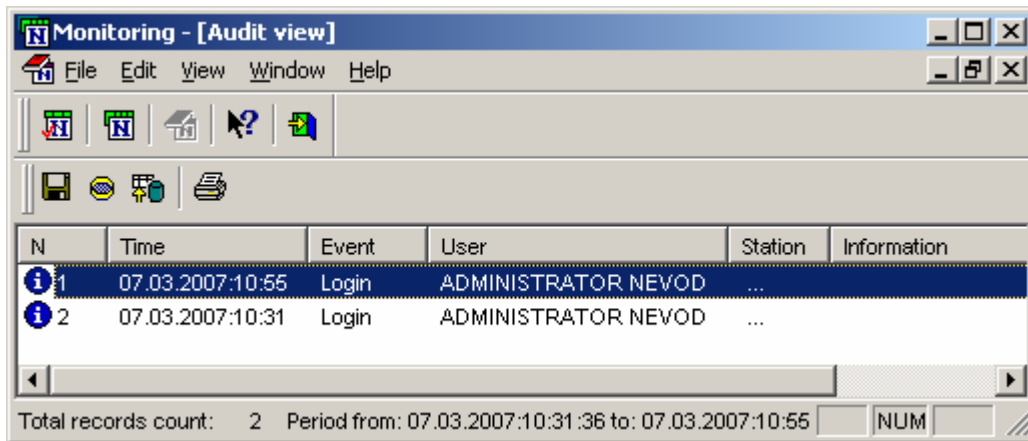 Monitoring - [Audit view]
File Edit View Window Help
N Time Event User Station Information
1 07.03.2007:10:55 Login ADMINISTRATOR NEVOD ...
2 07.03.2007:10:31 Login ADMINISTRATOR NEVOD ...
Total records count: 2 Period from: 07.03.2007:10:31:36 to: 07.03.2007:10:55 NUM